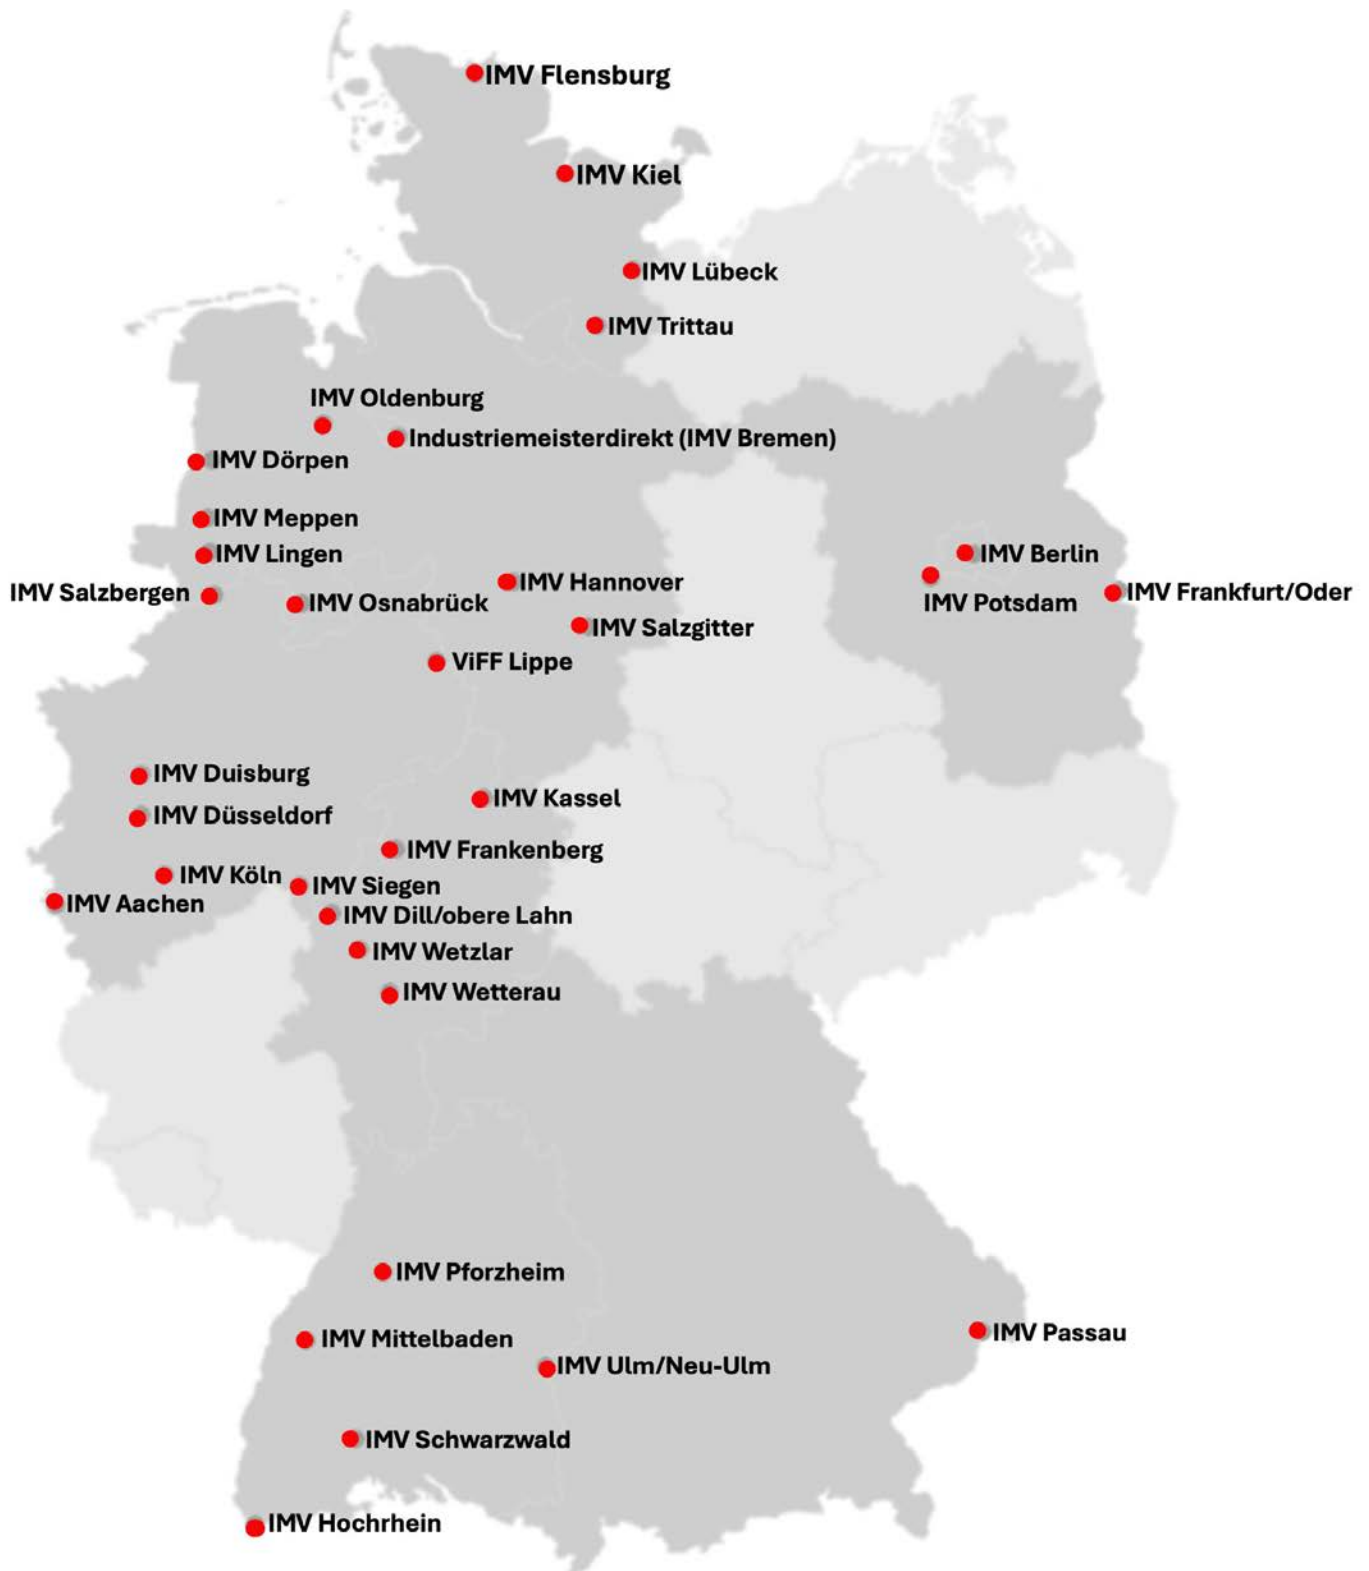 IMV Flensburg
IMV Kiel
IMV Lübeck
IMV Trittau
IMV Oldenburg
Industriemeisterdirekt (IMV Bremen)
IMV Dörpen
IMV Meppen
IMV Lingen
IMV Berlin
IMV Hannover
IMV Salzbergen
IMV Frankfurt/Oder
IMV Osnabrück
IMV Potsdam
IMV Salzgitter
ViFF Lippe
IMV Duisburg
IMV Kassel
IMV Düsseldorf
IMV Frankenberg
IMV Köln
IMV Siegen
IMV Aachen
IMV Dill/obere Lahn
IMV Wetzlar
IMV Wetterau
IMV Pforzheim
IMV Passau
IMV Mittelbaden
IMV Ulm/Neu-Ulm
IMV Schwarzwald
IMV Hochrhein